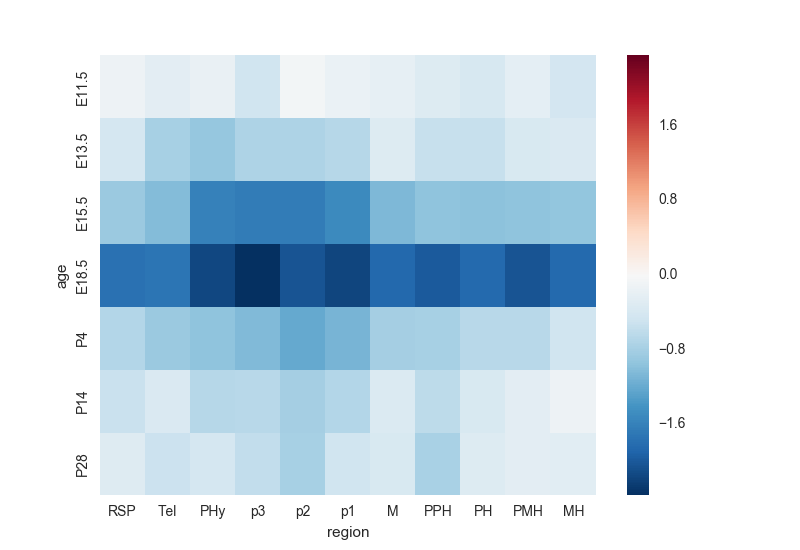 E11.5
E13.5
E15.5
E18.5
P4
P14
P28
age
RSP Tel PHy p3 p2 p1 M PPH PH PMH MH
region
1.6
0.8
0.0
−0.8
−1.6